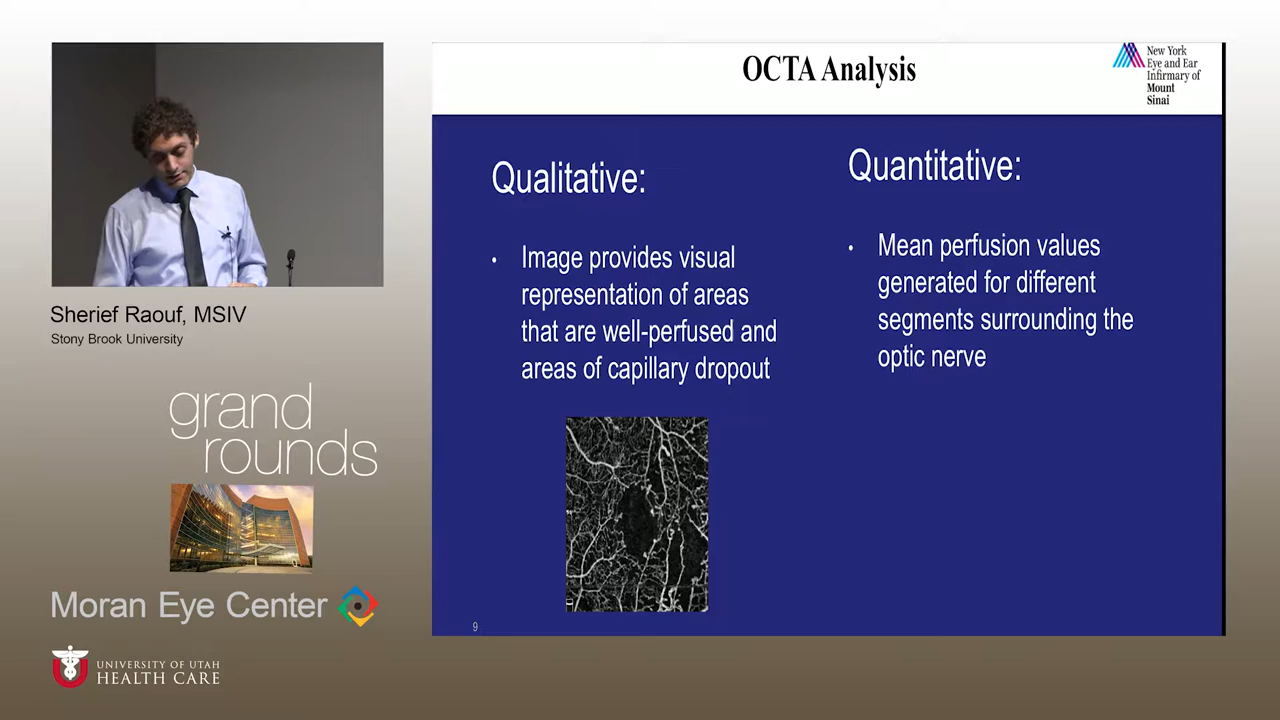 OCTA Analysis
New York
Eye and Ear
Infirmary of
Mount
Sinai
Qualitative:
• Image provides visual
representation of areas
that are well-perfused and
areas of capillary dropout
Quantitative:
• Mean perfusion values
generated for different
segments surrounding the
optic nerve
9
Sherief Raouf, MSIV
Stony Brook University
grand
rounds
Moran Eye Center
U
UNIVERSITY OF UTAH
HEALTH CARE